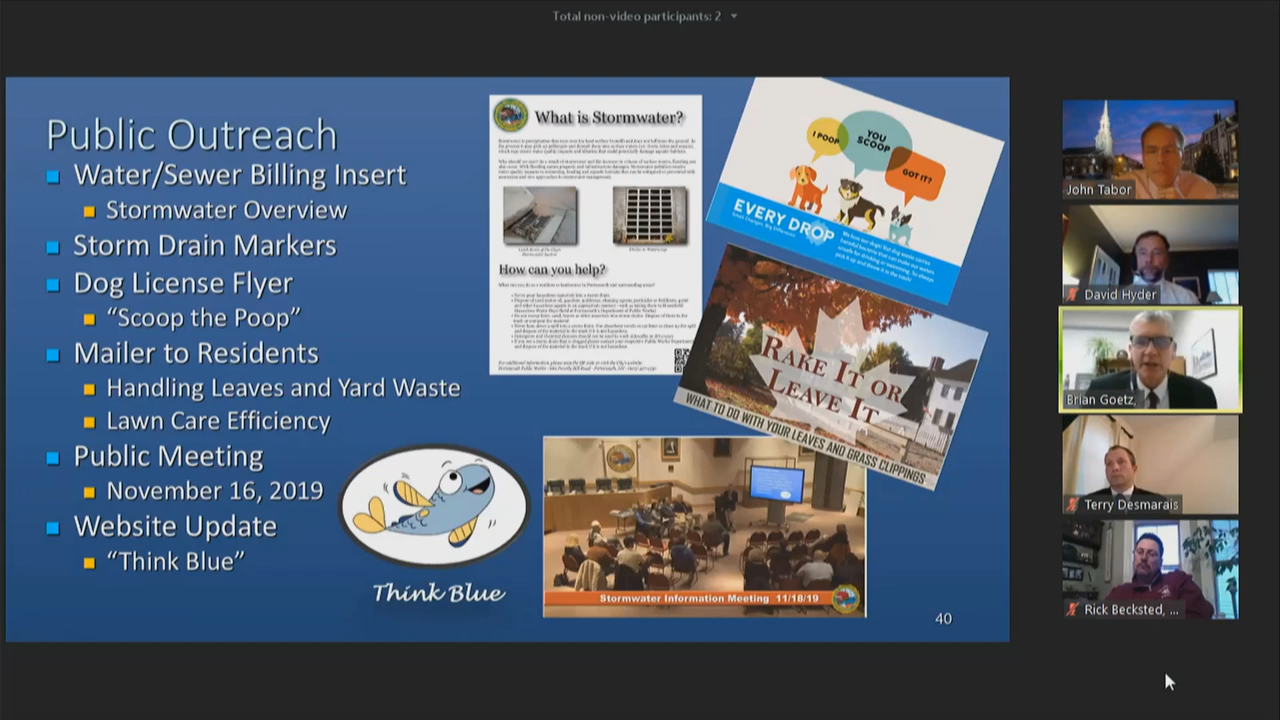 Total non-video participants: 2
Public Outreach
Water/Sewer Billing Insert
Stormwater Overview
Storm Drain Markers
Dog License Flyer
“Scoop the Poop”
Mailer to Residents
Handling Leaves and Yard Waste
Lawn Care Efficiency
Public Meeting
November 16, 2019
Website Update
“Think Blue”
Think Blue
What is Stormwater?
How can you help?
I POOP
YOU
SCOOP
GOT IT?
EVERY DROP
Small Changes, Big Difference
RAKE IT OR
LEAVE IT
WHAT TO DO WITH YOUR LEAVES AND GRASS CLIPPINGS
Stormwater Information Meeting 11/18/19
40
John Tabor
David Hyder
Brian Goetz,
Terry Desmarais
Rick Becksted, ...